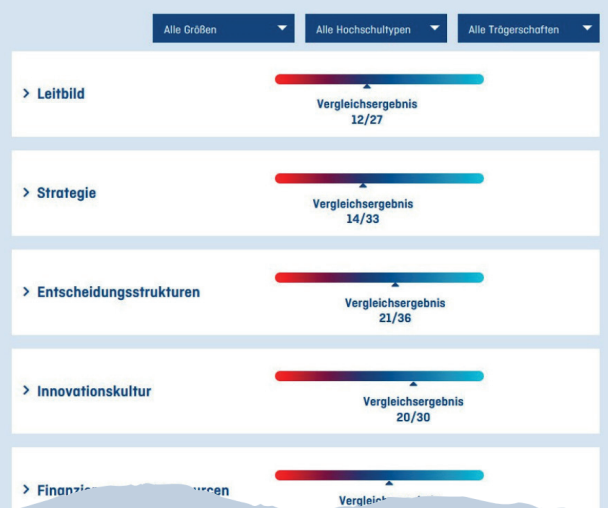 Alle Größen
Alle Hochschultypen
Alle Trägerschaften
Leitbild
Vergleichsergebnis
12/27
Strategie
Vergleichsergebnis
14/33
Entscheidungsstrukturen
Vergleichsergebnis
21/36
Innovationskultur
Vergleichsergebnis
20/30